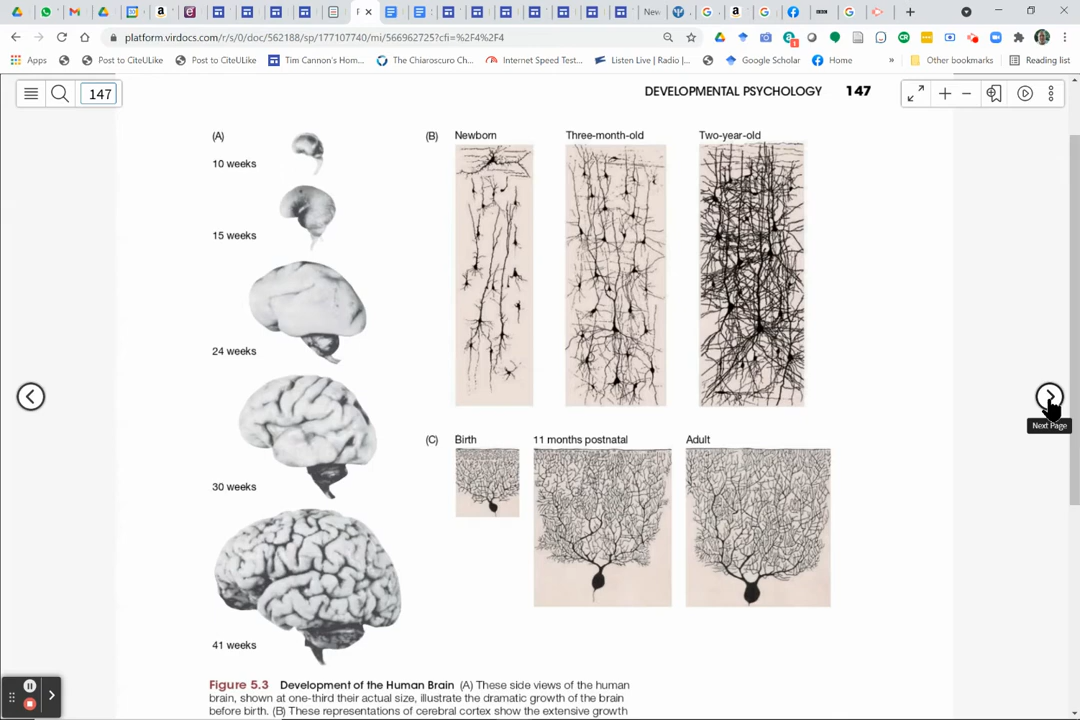 New
platform.virdocs.com/r/s/0/doc/562188/sp/177107740/mi/566962725?cfi=%2F4%2F4
Apps
Post to CiteULike
Post to CiteULike
Tim Cannon's Hom...
The Chiaroscuro Ch...
Internet Speed Test...
Listen Live | Radio |...
Google Scholar
Home
»
Other bookmarks
Reading list
147
DEVELOPMENTAL PSYCHOLOGY 147
(A)
10 weeks
15 weeks
24 weeks
30 weeks
41 weeks
(B) Newborn Three-month-old Two-year-old
(C) Birth 11 months postnatal Adult
Next Page
Figure 5.3 Development of the Human Brain (A) These side views of the human
brain, shown at one-third their actual size, illustrate the dramatic growth of the brain
before birth. (B) These representations of cerebral cortex show the extensive growth